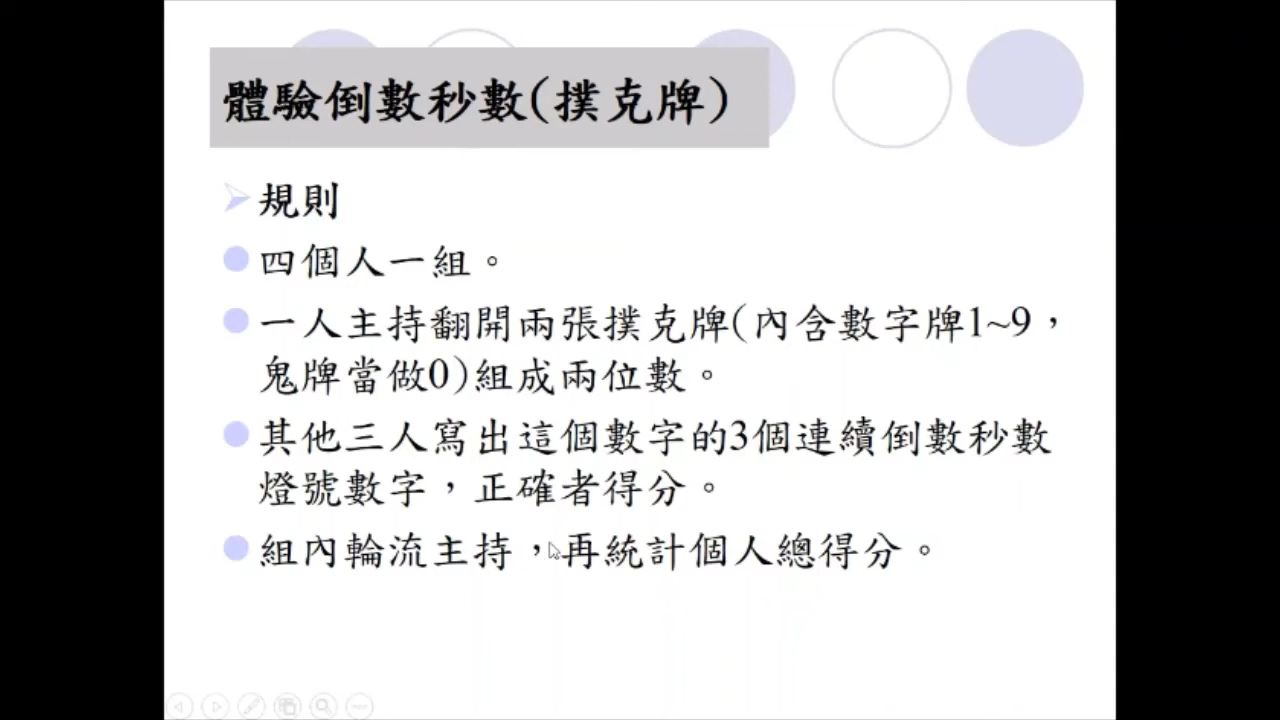 體驗倒數秒數(撲克牌)
規則
四個人一組。
一人主持翻開兩張撲克牌(內含數字牌1~9，
鬼牌當做0)組成兩位數。
其他三人寫出這個數字的3個連續倒數秒數
燈號數字，正確者得分。
組內輪流主持，再統計個人總得分。